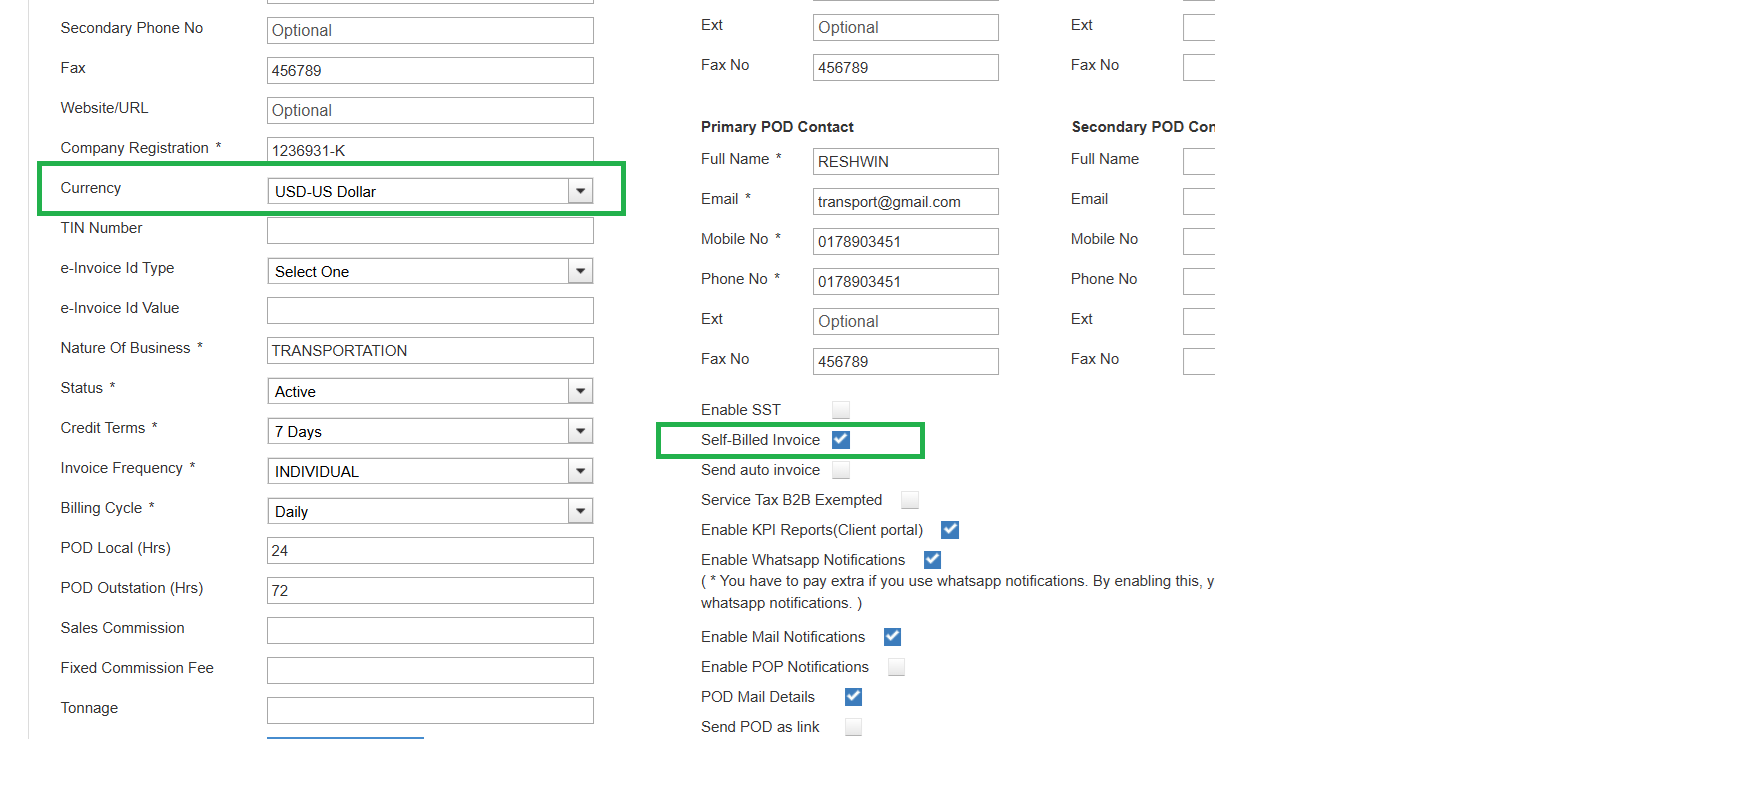 Secondary Phone No Optional
Fax 456789
Website/URL Optional
Company Registration * 1236931-K
Currency USD-US Dollar
TIN Number
e-Invoice Id Type Select One
e-Invoice Id Value
Nature Of Business * TRANSPORTATION
Status * Active
Credit Terms * 7 Days
Invoice Frequency * INDIVIDUAL
Billing Cycle * Daily
POD Local (Hrs) 24
POD Outstation (Hrs) 72
Sales Commission
Fixed Commission Fee
Tonnage
Ext Optional
Fax No 456789
Primary POD Contact
Full Name * RESHWIN
Email * transport@gmail.com
Mobile No * 0178903451
Phone No * 0178903451
Ext Optional
Fax No 456789
Enable SST
Self-Billed Invoice
Send auto invoice
Service Tax B2B Exempted
Enable KPI Reports(Client portal)
Enable Whatsapp Notifications
( * You have to pay extra if you use whatsapp notifications. By enabling this, y
whatsapp notifications. )
Enable Mail Notifications
Enable POP Notifications
POD Mail Details
Send POD as link
Ext
Fax No
Secondary POD Con
Full Name
Email
Mobile No
Phone No
Ext
Fax No